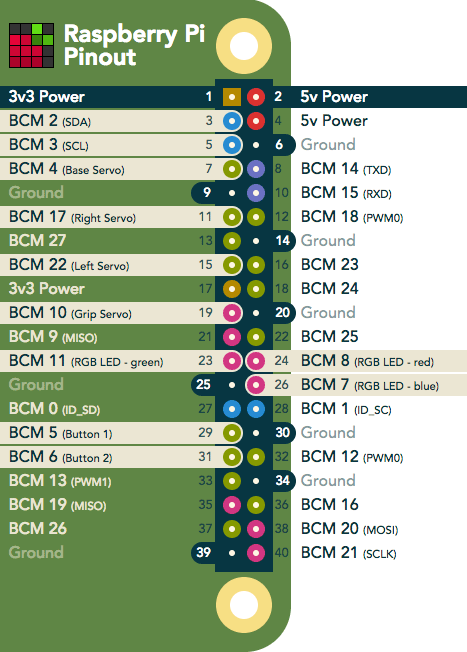 Raspberry Pi
Pinout
3v3 Power 1 2 5v Power
BCM 2 (SDA) 3 4 5v Power
BCM 3 (SCL) 5 6 Ground
BCM 4 (Base Servo) 7 8 BCM 14 (TXD)
Ground 9 10 BCM 15 (RXD)
BCM 17 (Right Servo) 11 12 BCM 18 (PWM0)
BCM 27 13 14 Ground
BCM 22 (Left Servo) 15 16 BCM 23
3v3 Power 17 18 BCM 24
BCM 10 (Grip Servo) 19 20 Ground
BCM 9 (MISO) 21 22 BCM 25
BCM 11 (RGB LED - green) 23 24 BCM 8 (RGB LED - red)
Ground 25 26 BCM 7 (RGB LED - blue)
BCM 0 (ID_SD) 27 28 BCM 1 (ID_SC)
BCM 5 (Button 1) 29 30 Ground
BCM 6 (Button 2) 31 32 BCM 12 (PWM0)
BCM 13 (PWM1) 33 34 Ground
BCM 19 (MISO) 35 36 BCM 16
BCM 26 37 38 BCM 20 (MOSI)
Ground 39 40 BCM 21 (SCLK)